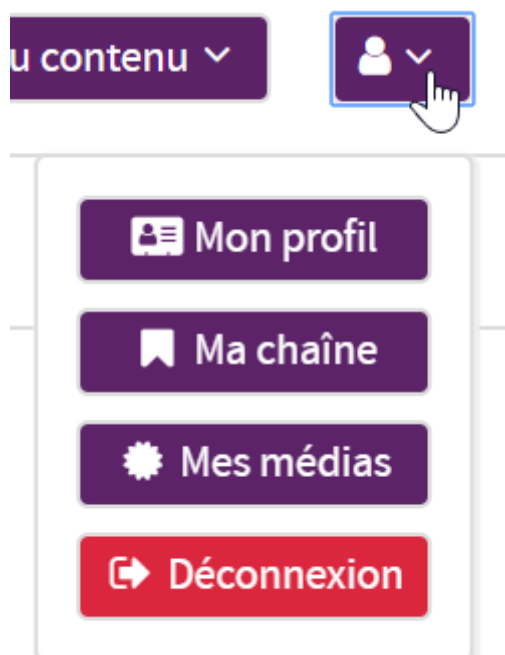 u contenu
Mon profil
Ma chaîne
Mes médias
Déconnexion